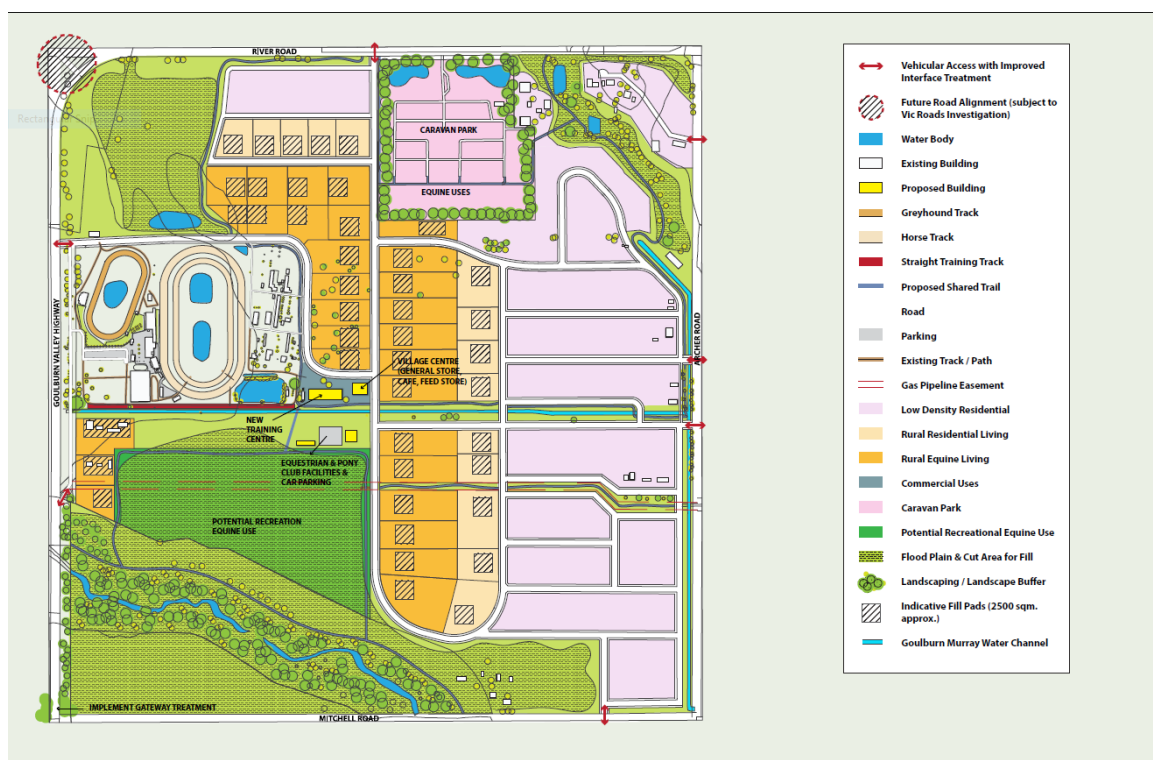 RIVER ROAD
CARAVAN PARK
EQUINE USES
GOULBURN VALLEY HIGHWAY
ARCHER ROAD
VILLAGE CENTRE
(GENERAL STORE,
CAFE, FEED STORE)
NEW
TRAINING
CENTRE
EQUESTRIAN & PONY
CLUB FACILITIES &
CAR PARKING
POTENTIAL RECREATION
EQUINE USE
IMPLEMENT GATEWAY TREATMENT
MITCHELL ROAD
Vehicular Access with Improved
Interface Treatment
Future Road Alignment (subject to
Vic Roads Investigation)
Water Body
Existing Building
Proposed Building
Greyhound Track
Horse Track
Straight Training Track
Proposed Shared Trail
Road
Parking
Existing Track / Path
Gas Pipeline Easement
Low Density Residential
Rural Residential Living
Rural Equine Living
Commercial Uses
Caravan Park
Potential Recreational Equine Use
Flood Plain & Cut Area for Fill
Landscaping / Landscape Buffer
Indicative Fill Pads (2500 sqm.
approx.)
Goulburn Murray Water Channel